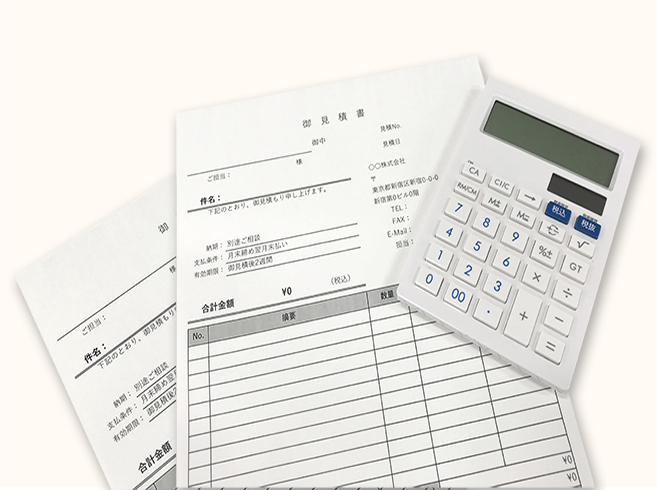 御見積書
御中
見積No.
見積日
ご担当： 様
〇〇株式会社
〒
東京都新宿区新宿0-0-0
新宿第0ビル0階
TEL：
FAX：
E-Mail：
担当：
件名：
下記のとおり、御見積もり申し上げます。
納期： 別途ご相談
支払条件： 月末締め翌月末払い
有効期限： 御見積後2週間
合計金額 ¥0 （税込）
No. 摘要 数量
¥0
¥0
御
様
ご担当：
件名：
下記のとおり、御見積も
納期： 別途ご相談
支払条件： 月末締め翌
有効期限： 御見積後2
合計金額
CA C1/C →
税込 税抜
RM/CM M± M=
√
7 8 9 %± GT
4 5 6 × ÷
1 2 3 + −
0 00 . =